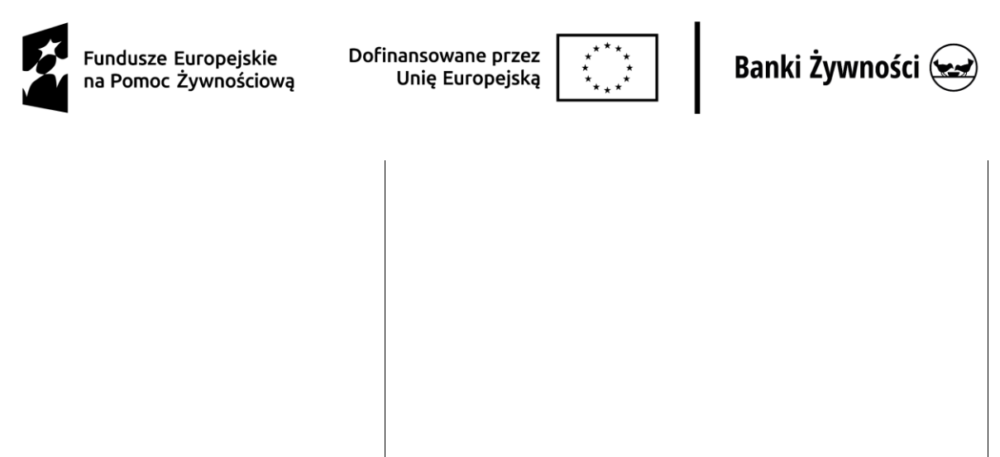 Fundusze Europejskie
na Pomoc Żywnościową
Dofinansowane przez
Unię Europejską
Banki Żywności